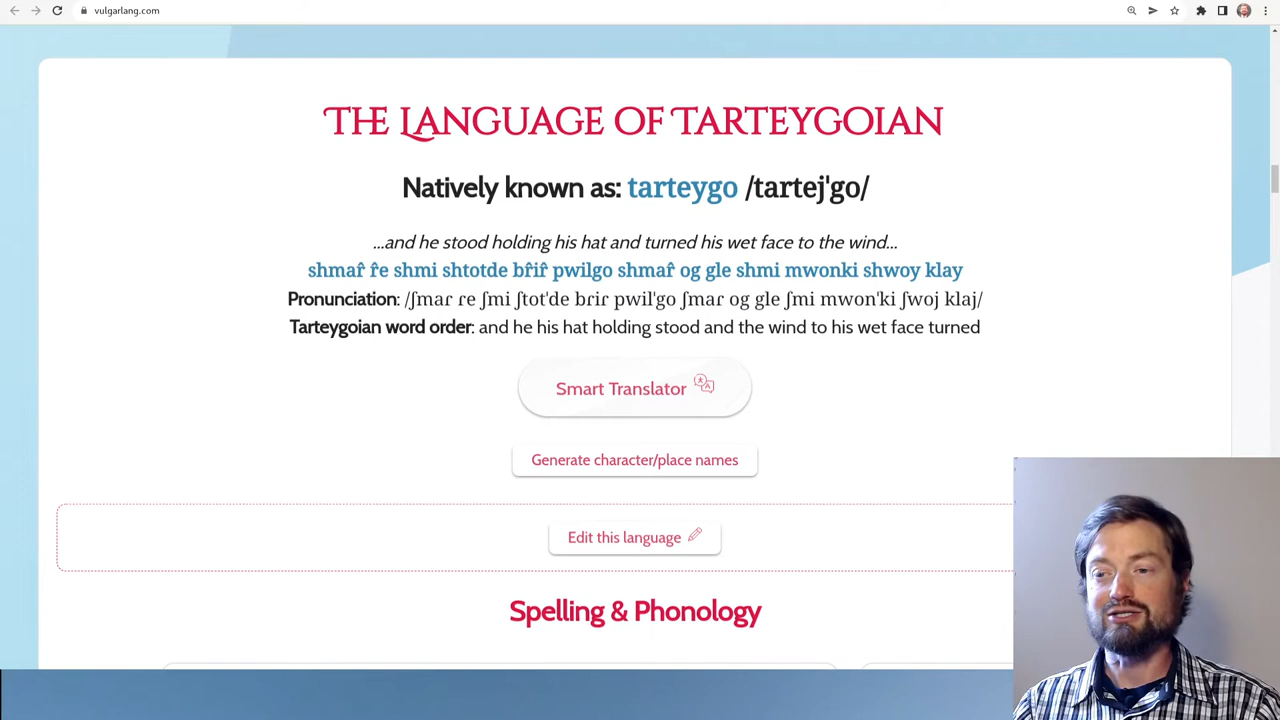 vulgarlang.com
The Language of Tarteygoian
Natively known as: tarteygo /tartej'go/
...and he stood holding his hat and turned his wet face to the wind...
shmar̂ r̂e shmi shtotde br̂ir̂ pwilgo shmar̂ og gle shmi mwonki shwoy klay
Pronunciation: /ʃmaɾ ɾe ʃmi ʃtot'de bɾiɾ pwil'go ʃmaɾ og gle ʃmi mwon'ki ʃwoj klaj/
Tarteygoian word order: and he his hat holding stood and the wind to his wet face turned
Smart Translator
Generate character/place names
Edit this language
Spelling & Phonology